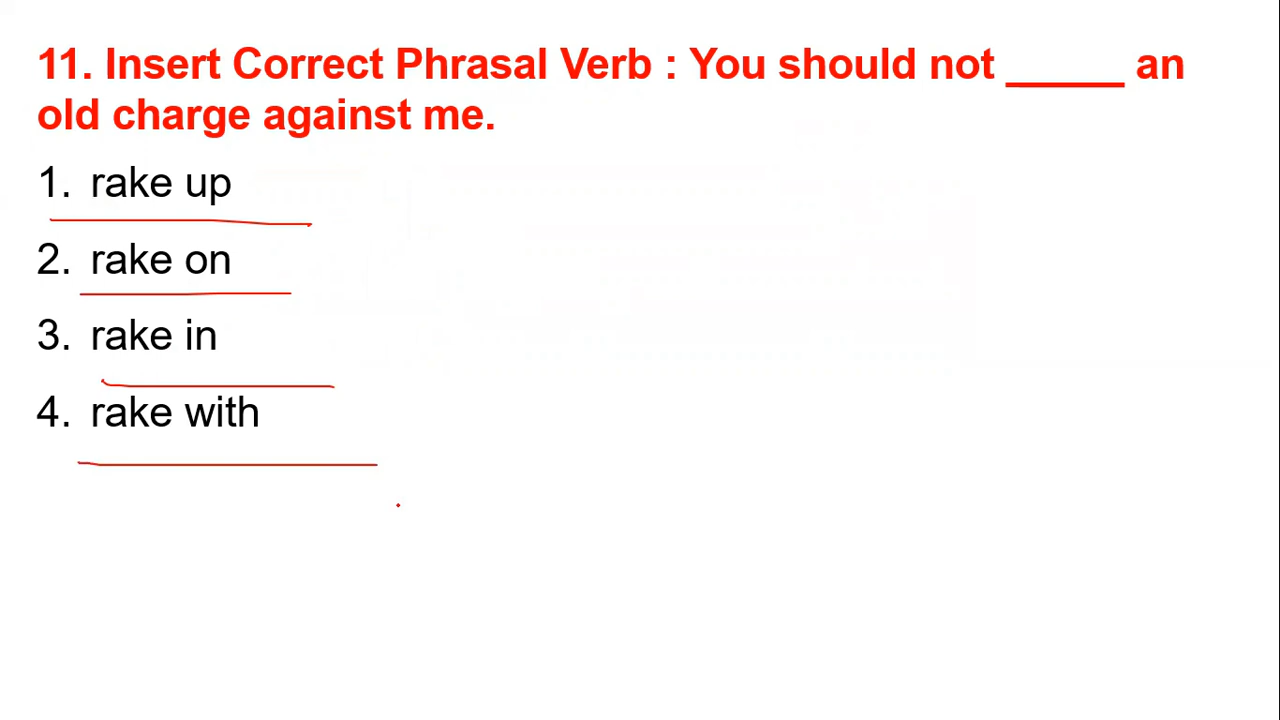 11. Insert Correct Phrasal Verb : You should not _____ an
old charge against me.
1. rake up
2. rake on
3. rake in
4. rake with